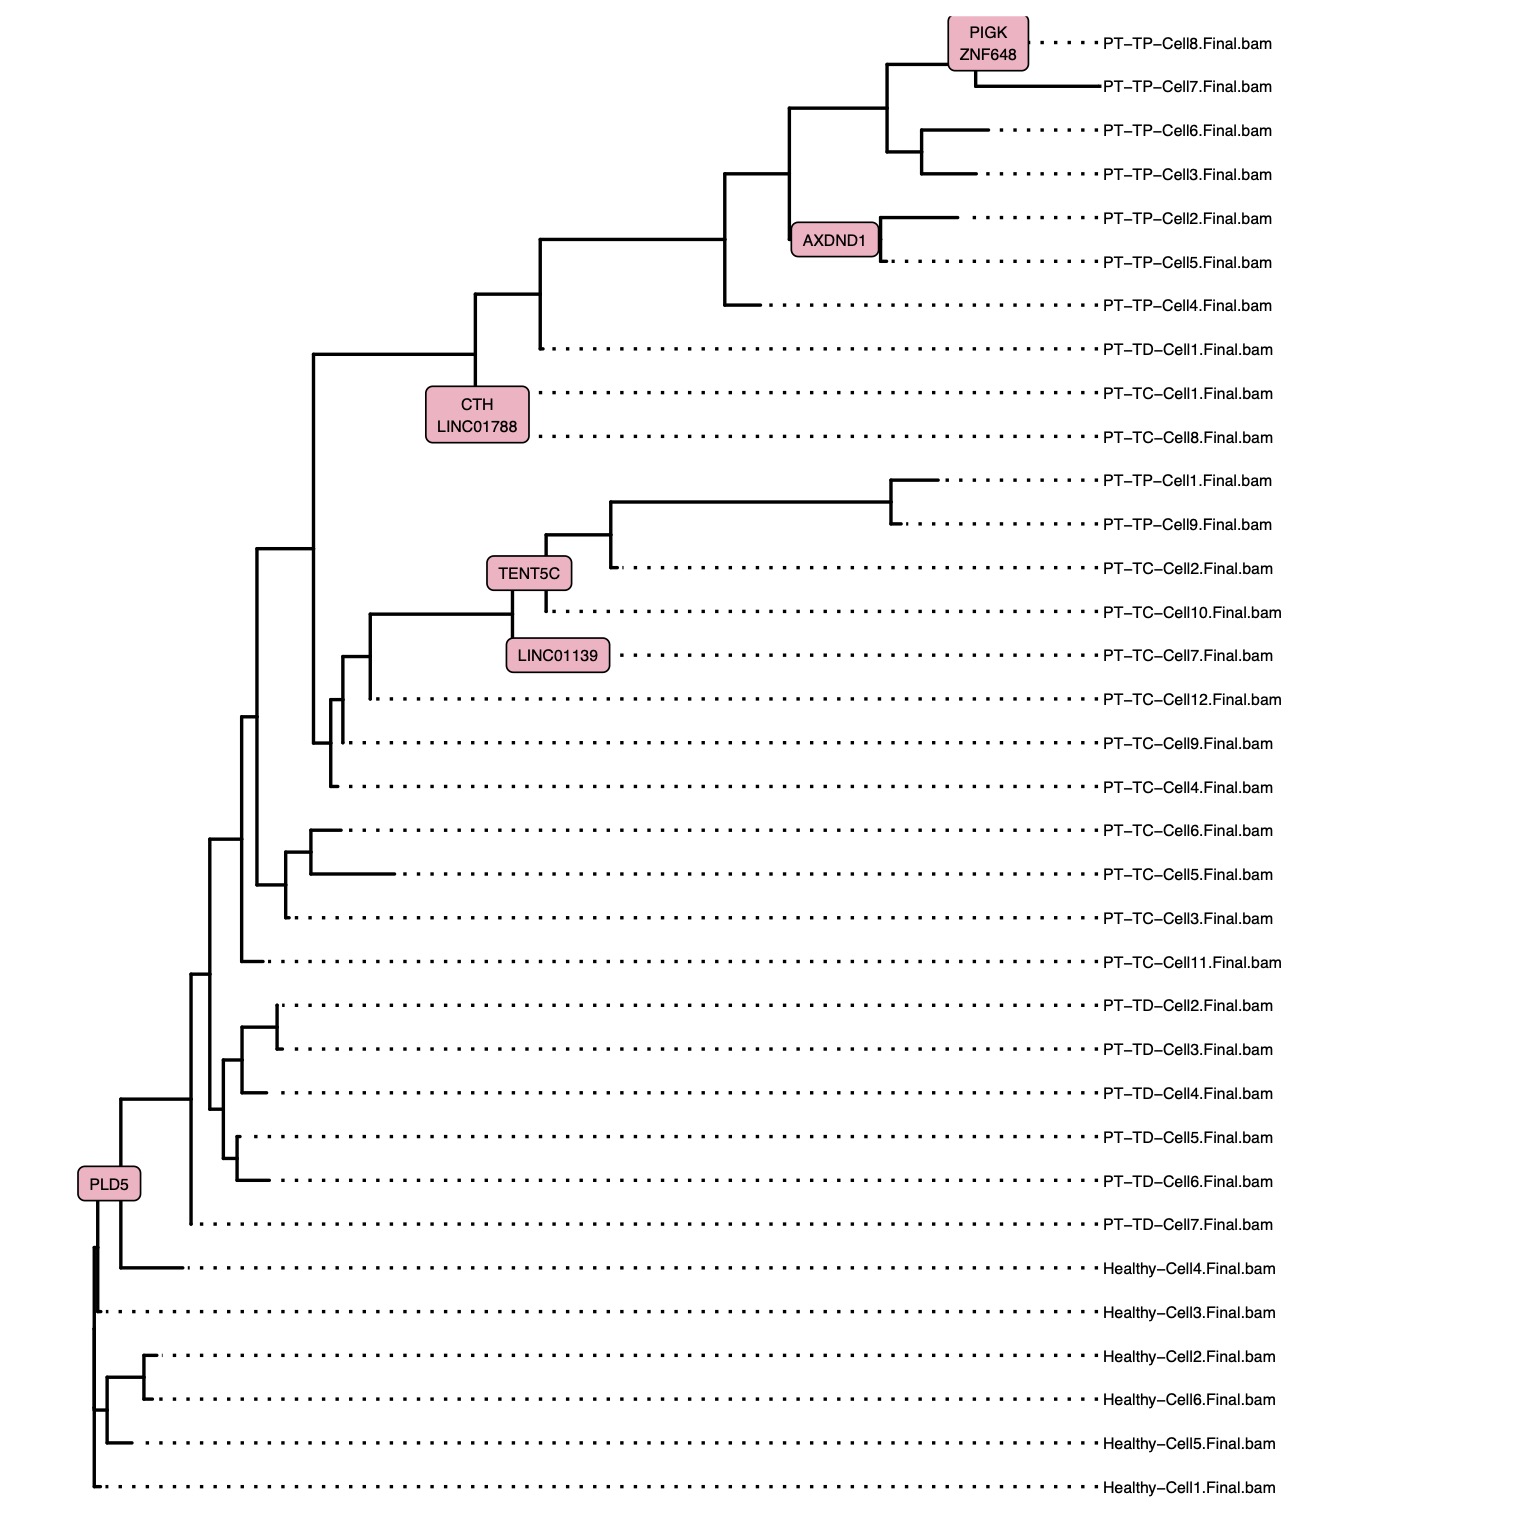 PIGK
ZNF648
PT–TP–Cell8.Final.bam
PT–TP–Cell7.Final.bam
PT–TP–Cell6.Final.bam
PT–TP–Cell3.Final.bam
PT–TP–Cell2.Final.bam
AXDND1
PT–TP–Cell5.Final.bam
PT–TP–Cell4.Final.bam
PT–TD–Cell1.Final.bam
PT–TC–Cell1.Final.bam
CTH
LINC01788
PT–TC–Cell8.Final.bam
PT–TP–Cell1.Final.bam
PT–TP–Cell9.Final.bam
PT–TC–Cell2.Final.bam
TENT5C
PT–TC–Cell10.Final.bam
LINC01139
PT–TC–Cell7.Final.bam
PT–TC–Cell12.Final.bam
PT–TC–Cell9.Final.bam
PT–TC–Cell4.Final.bam
PT–TC–Cell6.Final.bam
PT–TC–Cell5.Final.bam
PT–TC–Cell3.Final.bam
PT–TC–Cell11.Final.bam
PT–TD–Cell2.Final.bam
PT–TD–Cell3.Final.bam
PT–TD–Cell4.Final.bam
PT–TD–Cell5.Final.bam
PLD5
PT–TD–Cell6.Final.bam
PT–TD–Cell7.Final.bam
Healthy–Cell4.Final.bam
Healthy–Cell3.Final.bam
Healthy–Cell2.Final.bam
Healthy–Cell6.Final.bam
Healthy–Cell5.Final.bam
Healthy–Cell1.Final.bam